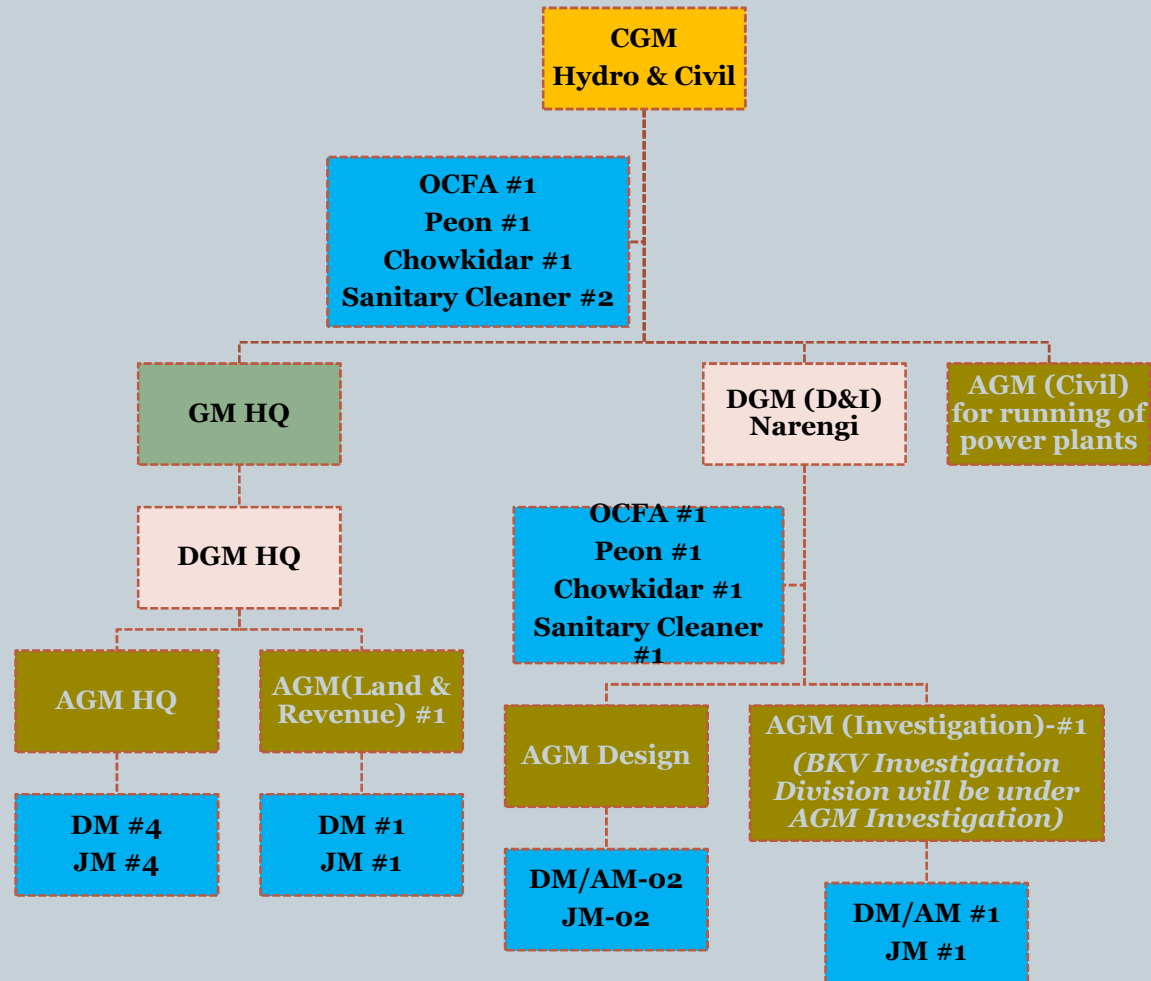 CGM
Hydro & Civil
OCFA #1
Peon #1
Chowkidar #1
Sanitary Cleaner #2
GM HQ
DGM (D&I)
Narengi
AGM (Civil)
for running of
power plants
DGM HQ
OCFA #1
Peon #1
Chowkidar #1
Sanitary Cleaner
#1
AGM HQ
AGM(Land &
Revenue) #1
AGM Design
AGM (Investigation)-#1
(BKV Investigation
Division will be under
AGM Investigation)
DM #4
JM #4
DM #1
JM #1
DM/AM-02
JM-02
DM/AM #1
JM #1